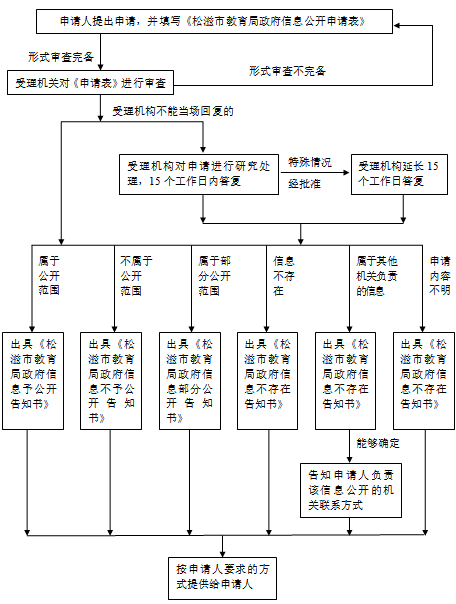 申请人提出申请，并填写《松滋市教育局政府信息公开申请表》
形式审查完备
形式审查不完备
受理机关对《申请表》进行审查
受理机构不能当场回复的
受理机构对申请进行研究处
理，15个工作日内答复
特殊情况
经批准
受理机构延长15
个工作日答复
属于
公开
范围
不属于
公开
范围
属于部
分公开
范围
信息
不存
在
属于其他
机关负责
的信息
申请
内容
不明
出具《松
滋市教育
局政府信
息予公开
告知书》
出具《松
滋市教育
局政府信
息不予公
开告知
书》
出具《松
滋市教育
局政府信
息部分公
开告知
书》
出具《松
滋市教育
局政府信
息不存在
告知书》
出具《松
滋市教育
局政府信
息不存在
告知书》
出具《松
滋市教育
局政府信
息不存在
告知书》
能够确定
告知申请人负责
该信息公开的机
关联系方式
按申请人要求的方
式提供给申请人